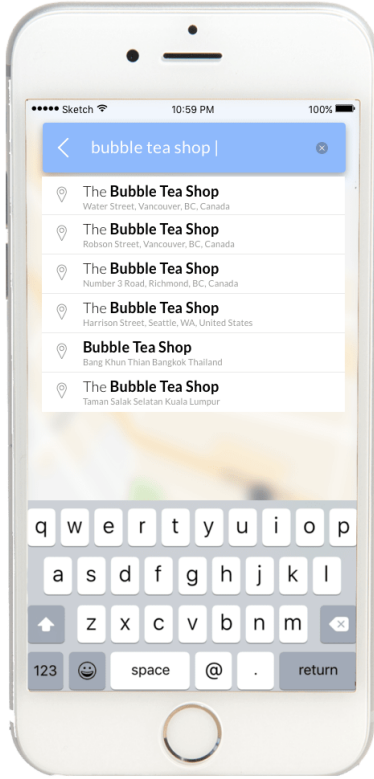 Sketch 10:59 PM 100%
bubble tea shop
The Bubble Tea Shop
Water Street, Vancouver, BC, Canada
The Bubble Tea Shop
Robson Street, Vancouver, BC, Canada
The Bubble Tea Shop
Number 3 Road, Richmond, BC, Canada
The Bubble Tea Shop
Harrison Street, Seattle, WA, United States
Bubble Tea Shop
Bang Khun Thian Bangkok Thailand
The Bubble Tea Shop
Taman Salak Selatan Kuala Lumpur
q w e r t y u i o p
a s d f g h j k l
z x c v b n m
123 space @ . return